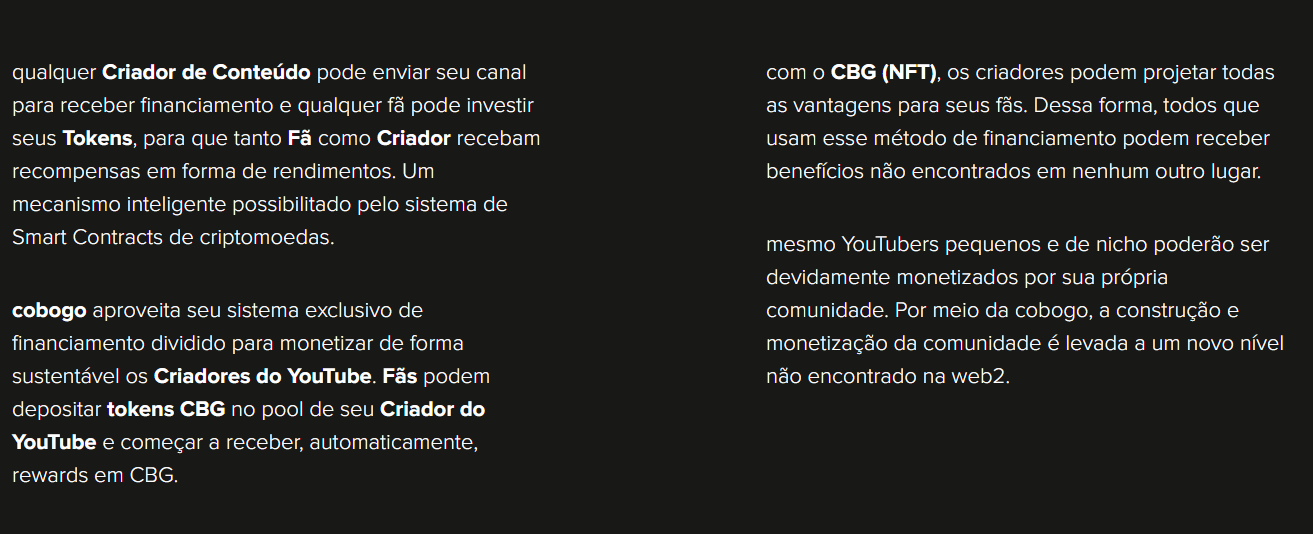 qualquer Criador de Conteúdo pode enviar seu canal
para receber financiamento e qualquer fã pode investir
seus Tokens, para que tanto Fã como Criador recebam
recompensas em forma de rendimentos. Um
mecanismo inteligente possibilitado pelo sistema de
Smart Contracts de criptomoedas.
cobogo aproveita seu sistema exclusivo de
financiamento dividido para monetizar de forma
sustentável os Criadores do YouTube. Fãs podem
depositar tokens CBG no pool de seu Criador do
YouTube e começar a receber, automaticamente,
rewards em CBG.
com o CBG (NFT), os criadores podem projetar todas
as vantagens para seus fãs. Dessa forma, todos que
usam esse método de financiamento podem receber
benefícios não encontrados em nenhum outro lugar.
mesmo YouTubers pequenos e de nicho poderão ser
devidamente monetizados por sua própria
comunidade. Por meio da cobogo, a construção e
monetização da comunidade é levada a um novo nível
não encontrado na web2.